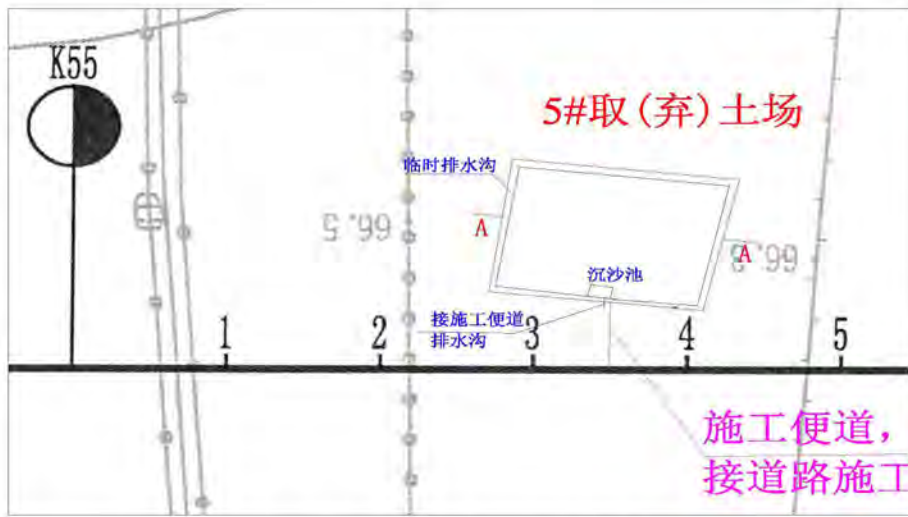 K55
5#取(弃)土场
临时排水沟
A
66.5
A
66.8
沉沙池
接施工便道
排水沟
1
2
3
4
5
施工便道，
接道路施工